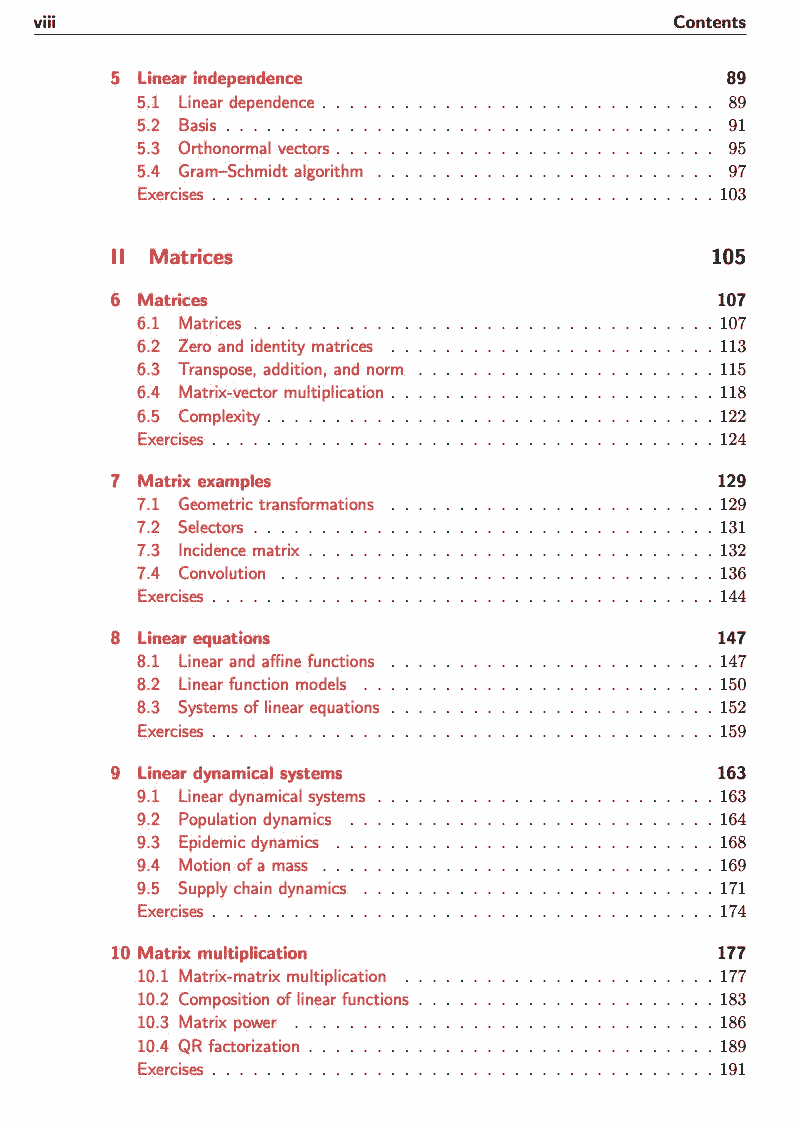 viii Contents
5 Linear independence 89
5.1 Linear dependence . . . . . . . . . . . . . . . . . . . . . . . . . . . . . 89
5.2 Basis . . . . . . . . . . . . . . . . . . . . . . . . . . . . . . . . . . . . 91
5.3 Orthonormal vectors . . . . . . . . . . . . . . . . . . . . . . . . . . . . 95
5.4 Gram–Schmidt algorithm . . . . . . . . . . . . . . . . . . . . . . . . . 97
Exercises . . . . . . . . . . . . . . . . . . . . . . . . . . . . . . . . . . . . . 103
II Matrices 105
6 Matrices 107
6.1 Matrices . . . . . . . . . . . . . . . . . . . . . . . . . . . . . . . . . . 107
6.2 Zero and identity matrices . . . . . . . . . . . . . . . . . . . . . . . . 113
6.3 Transpose, addition, and norm . . . . . . . . . . . . . . . . . . . . . . 115
6.4 Matrix-vector multiplication . . . . . . . . . . . . . . . . . . . . . . . . 118
6.5 Complexity . . . . . . . . . . . . . . . . . . . . . . . . . . . . . . . . . 122
Exercises . . . . . . . . . . . . . . . . . . . . . . . . . . . . . . . . . . . . . 124
7 Matrix examples 129
7.1 Geometric transformations . . . . . . . . . . . . . . . . . . . . . . . . 129
7.2 Selectors . . . . . . . . . . . . . . . . . . . . . . . . . . . . . . . . . . 131
7.3 Incidence matrix . . . . . . . . . . . . . . . . . . . . . . . . . . . . . . 132
7.4 Convolution . . . . . . . . . . . . . . . . . . . . . . . . . . . . . . . . 136
Exercises . . . . . . . . . . . . . . . . . . . . . . . . . . . . . . . . . . . . . 144
8 Linear equations 147
8.1 Linear and affine functions . . . . . . . . . . . . . . . . . . . . . . . . 147
8.2 Linear function models . . . . . . . . . . . . . . . . . . . . . . . . . . 150
8.3 Systems of linear equations . . . . . . . . . . . . . . . . . . . . . . . . 152
Exercises . . . . . . . . . . . . . . . . . . . . . . . . . . . . . . . . . . . . . 159
9 Linear dynamical systems 163
9.1 Linear dynamical systems . . . . . . . . . . . . . . . . . . . . . . . . . 163
9.2 Population dynamics . . . . . . . . . . . . . . . . . . . . . . . . . . . 164
9.3 Epidemic dynamics . . . . . . . . . . . . . . . . . . . . . . . . . . . . 168
9.4 Motion of a mass . . . . . . . . . . . . . . . . . . . . . . . . . . . . . 169
9.5 Supply chain dynamics . . . . . . . . . . . . . . . . . . . . . . . . . . 171
Exercises . . . . . . . . . . . . . . . . . . . . . . . . . . . . . . . . . . . . . 174
10 Matrix multiplication 177
10.1 Matrix-matrix multiplication . . . . . . . . . . . . . . . . . . . . . . . 177
10.2 Composition of linear functions . . . . . . . . . . . . . . . . . . . . . . 183
10.3 Matrix power . . . . . . . . . . . . . . . . . . . . . . . . . . . . . . . 186
10.4 QR factorization . . . . . . . . . . . . . . . . . . . . . . . . . . . . . . 189
Exercises . . . . . . . . . . . . . . . . . . . . . . . . . . . . . . . . . . . . . 191